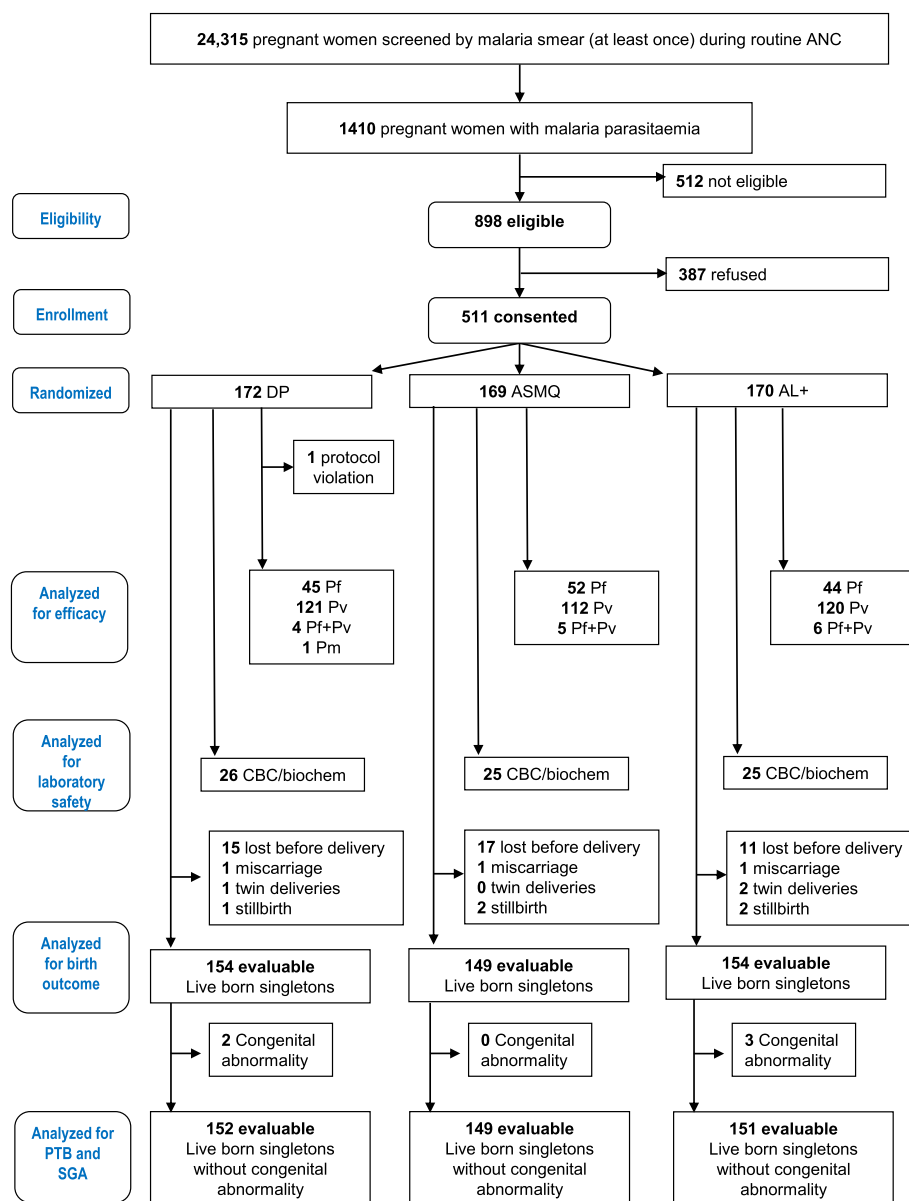 24,315 pregnant women screened by malaria smear (at least once) during routine ANC
1410 pregnant women with malaria parasitaemia
512 not eligible
Eligibility
898 eligible
387 refused
Enrollment
511 consented
Randomized
172 DP
169 ASMQ
170 AL+
1 protocol
violation
Analyzed
for efficacy
45 Pf
121 Pv
4 Pf+Pv
1 Pm
52 Pf
112 Pv
5 Pf+Pv
44 Pf
120 Pv
6 Pf+Pv
Analyzed
for
laboratory
safety
26 CBC/biochem
25 CBC/biochem
25 CBC/biochem
15 lost before delivery
1 miscarriage
1 twin deliveries
1 stillbirth
17 lost before delivery
1 miscarriage
0 twin deliveries
2 stillbirth
11 lost before delivery
1 miscarriage
2 twin deliveries
2 stillbirth
Analyzed
for birth
outcome
154 evaluable
Live born singletons
149 evaluable
Live born singletons
154 evaluable
Live born singletons
2 Congenital
abnormality
0 Congenital
abnormality
3 Congenital
abnormality
Analyzed for
PTB and
SGA
152 evaluable
Live born singletons
without congenital
abnormality
149 evaluable
Live born singletons
without congenital
abnormality
151 evaluable
Live born singletons
without congenital
abnormality